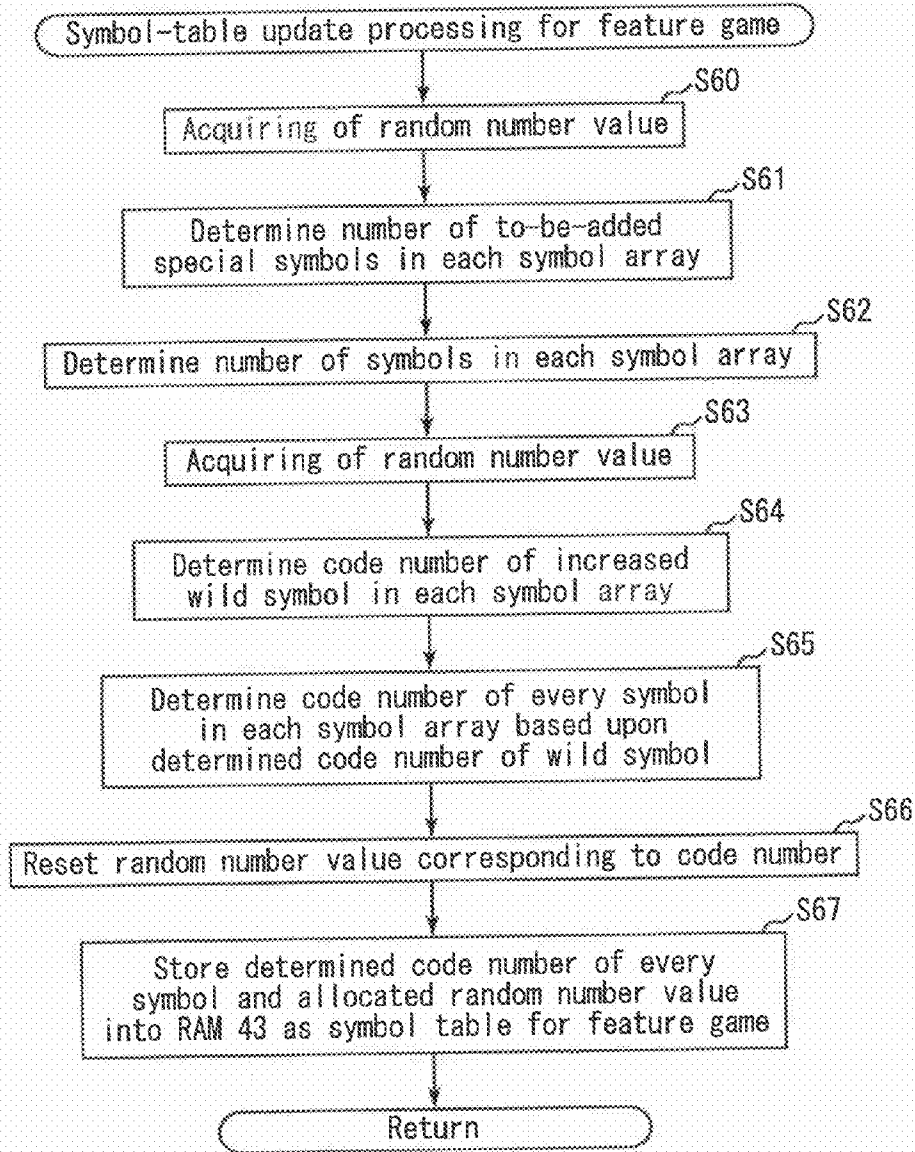 Symbol-table update processing for feature game
S60
Acquiring of random number value
S61
Determine number of to-be-added
special symbols in each symbol array
S62
Determine number of symbols in each symbol array
S63
Acquiring of random number value
S64
Determine code number of increased
wild symbol in each symbol array
S65
Determine code number of every symbol
in each symbol array based upon
determined code number of wild symbol
S66
Reset random number value corresponding to code number
S67
Store determined code number of every
symbol and allocated random number value
into RAM 43 as symbol table for feature game
Return